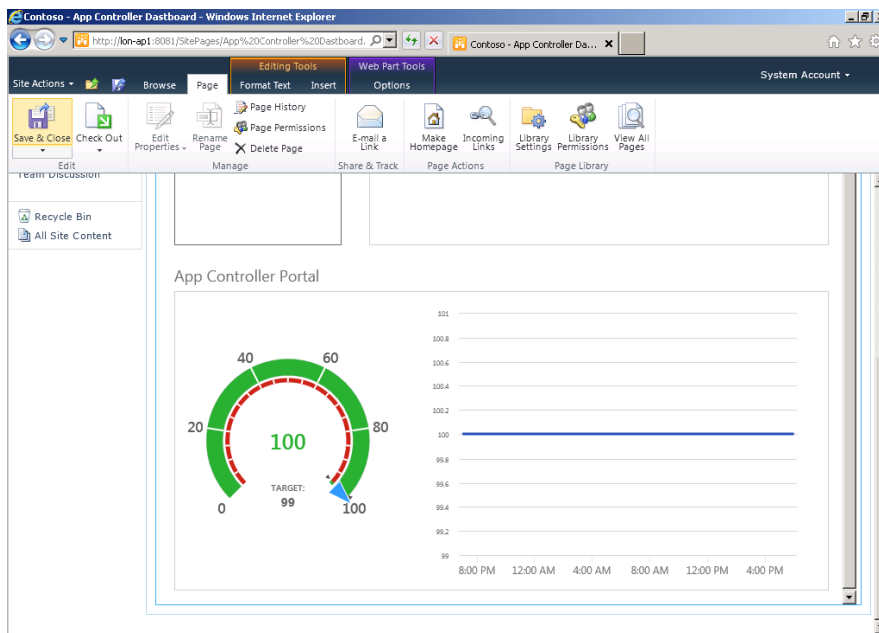 Contoso - App Controller Dastboard - Windows Internet Explorer
http://lon-ap1:8081/SitePages/App%20Controller%20Dastboard.
Contoso - App Controller Da...
Editing Tools
Web Part Tools
Site Actions
Browse
Page
Format Text
Insert
Options
System Account
Save & Close
Check Out
Edit Properties
Rename Page
Page History
Page Permissions
Delete Page
E-mail a Link
Make Homepage
Incoming Links
Library Settings
Library Permissions
View All Pages
Edit
Manage
Share & Track
Page Actions
Page Library
Team Discussion
Recycle Bin
All Site Content
App Controller Portal
0
20
40
60
80
100
100
TARGET:
99
101
100.8
100.6
100.4
100.2
100
99.8
99.6
99.4
99.2
99
8:00 PM
12:00 AM
4:00 AM
8:00 AM
12:00 PM
4:00 PM